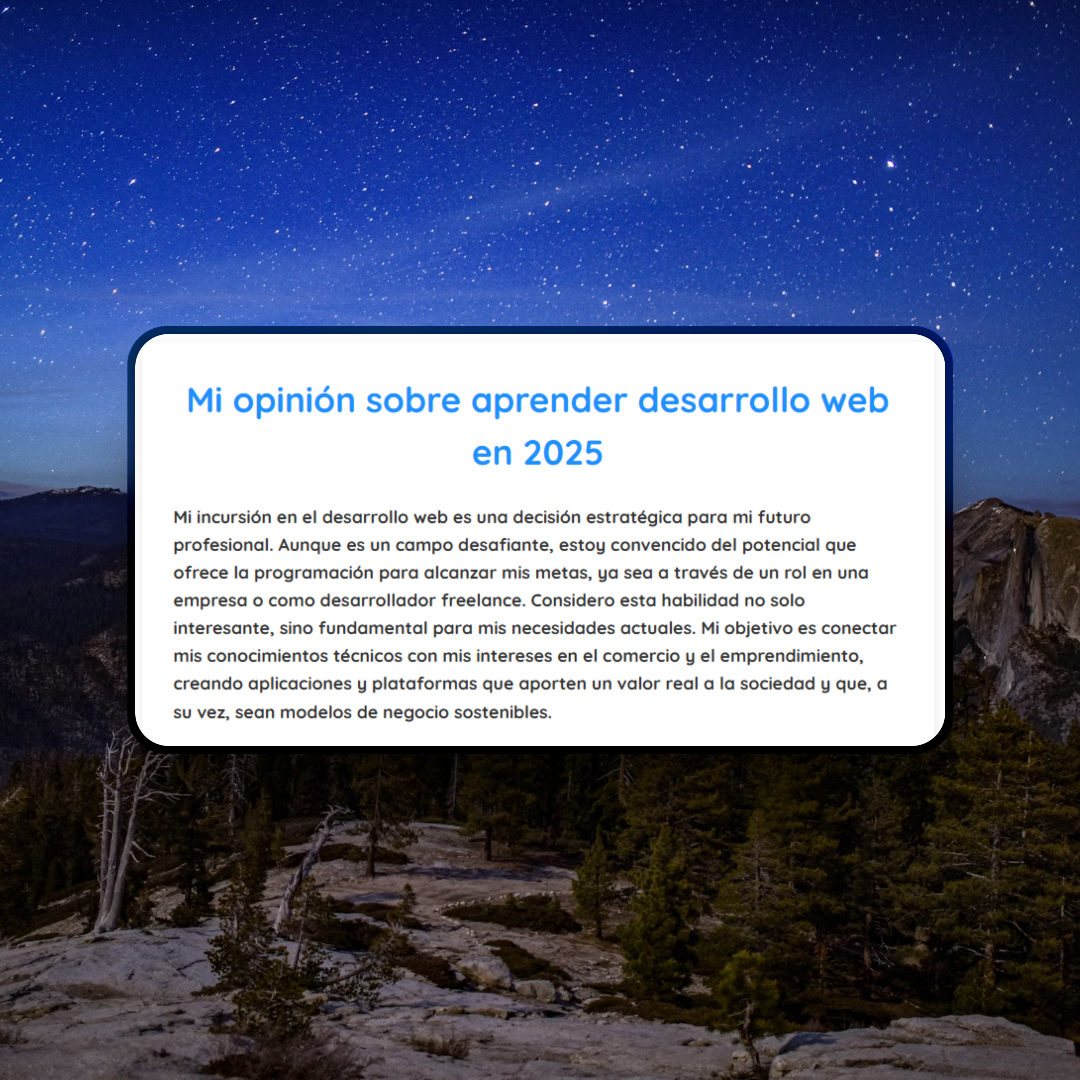 Mi opinión sobre aprender desarrollo web
en 2025
Mi incursión en el desarrollo web es una decisión estratégica para mi futuro
profesional. Aunque es un campo desafiante, estoy convencido del potencial que
ofrece la programación para alcanzar mis metas, ya sea a través de un rol en una
empresa o como desarrollador freelance. Considero esta habilidad no solo
interesante, sino fundamental para mis necesidades actuales. Mi objetivo es conectar
mis conocimientos técnicos con mis intereses en el comercio y el emprendimiento,
creando aplicaciones y plataformas que aporten un valor real a la sociedad y que, a
su vez, sean modelos de negocio sostenibles.